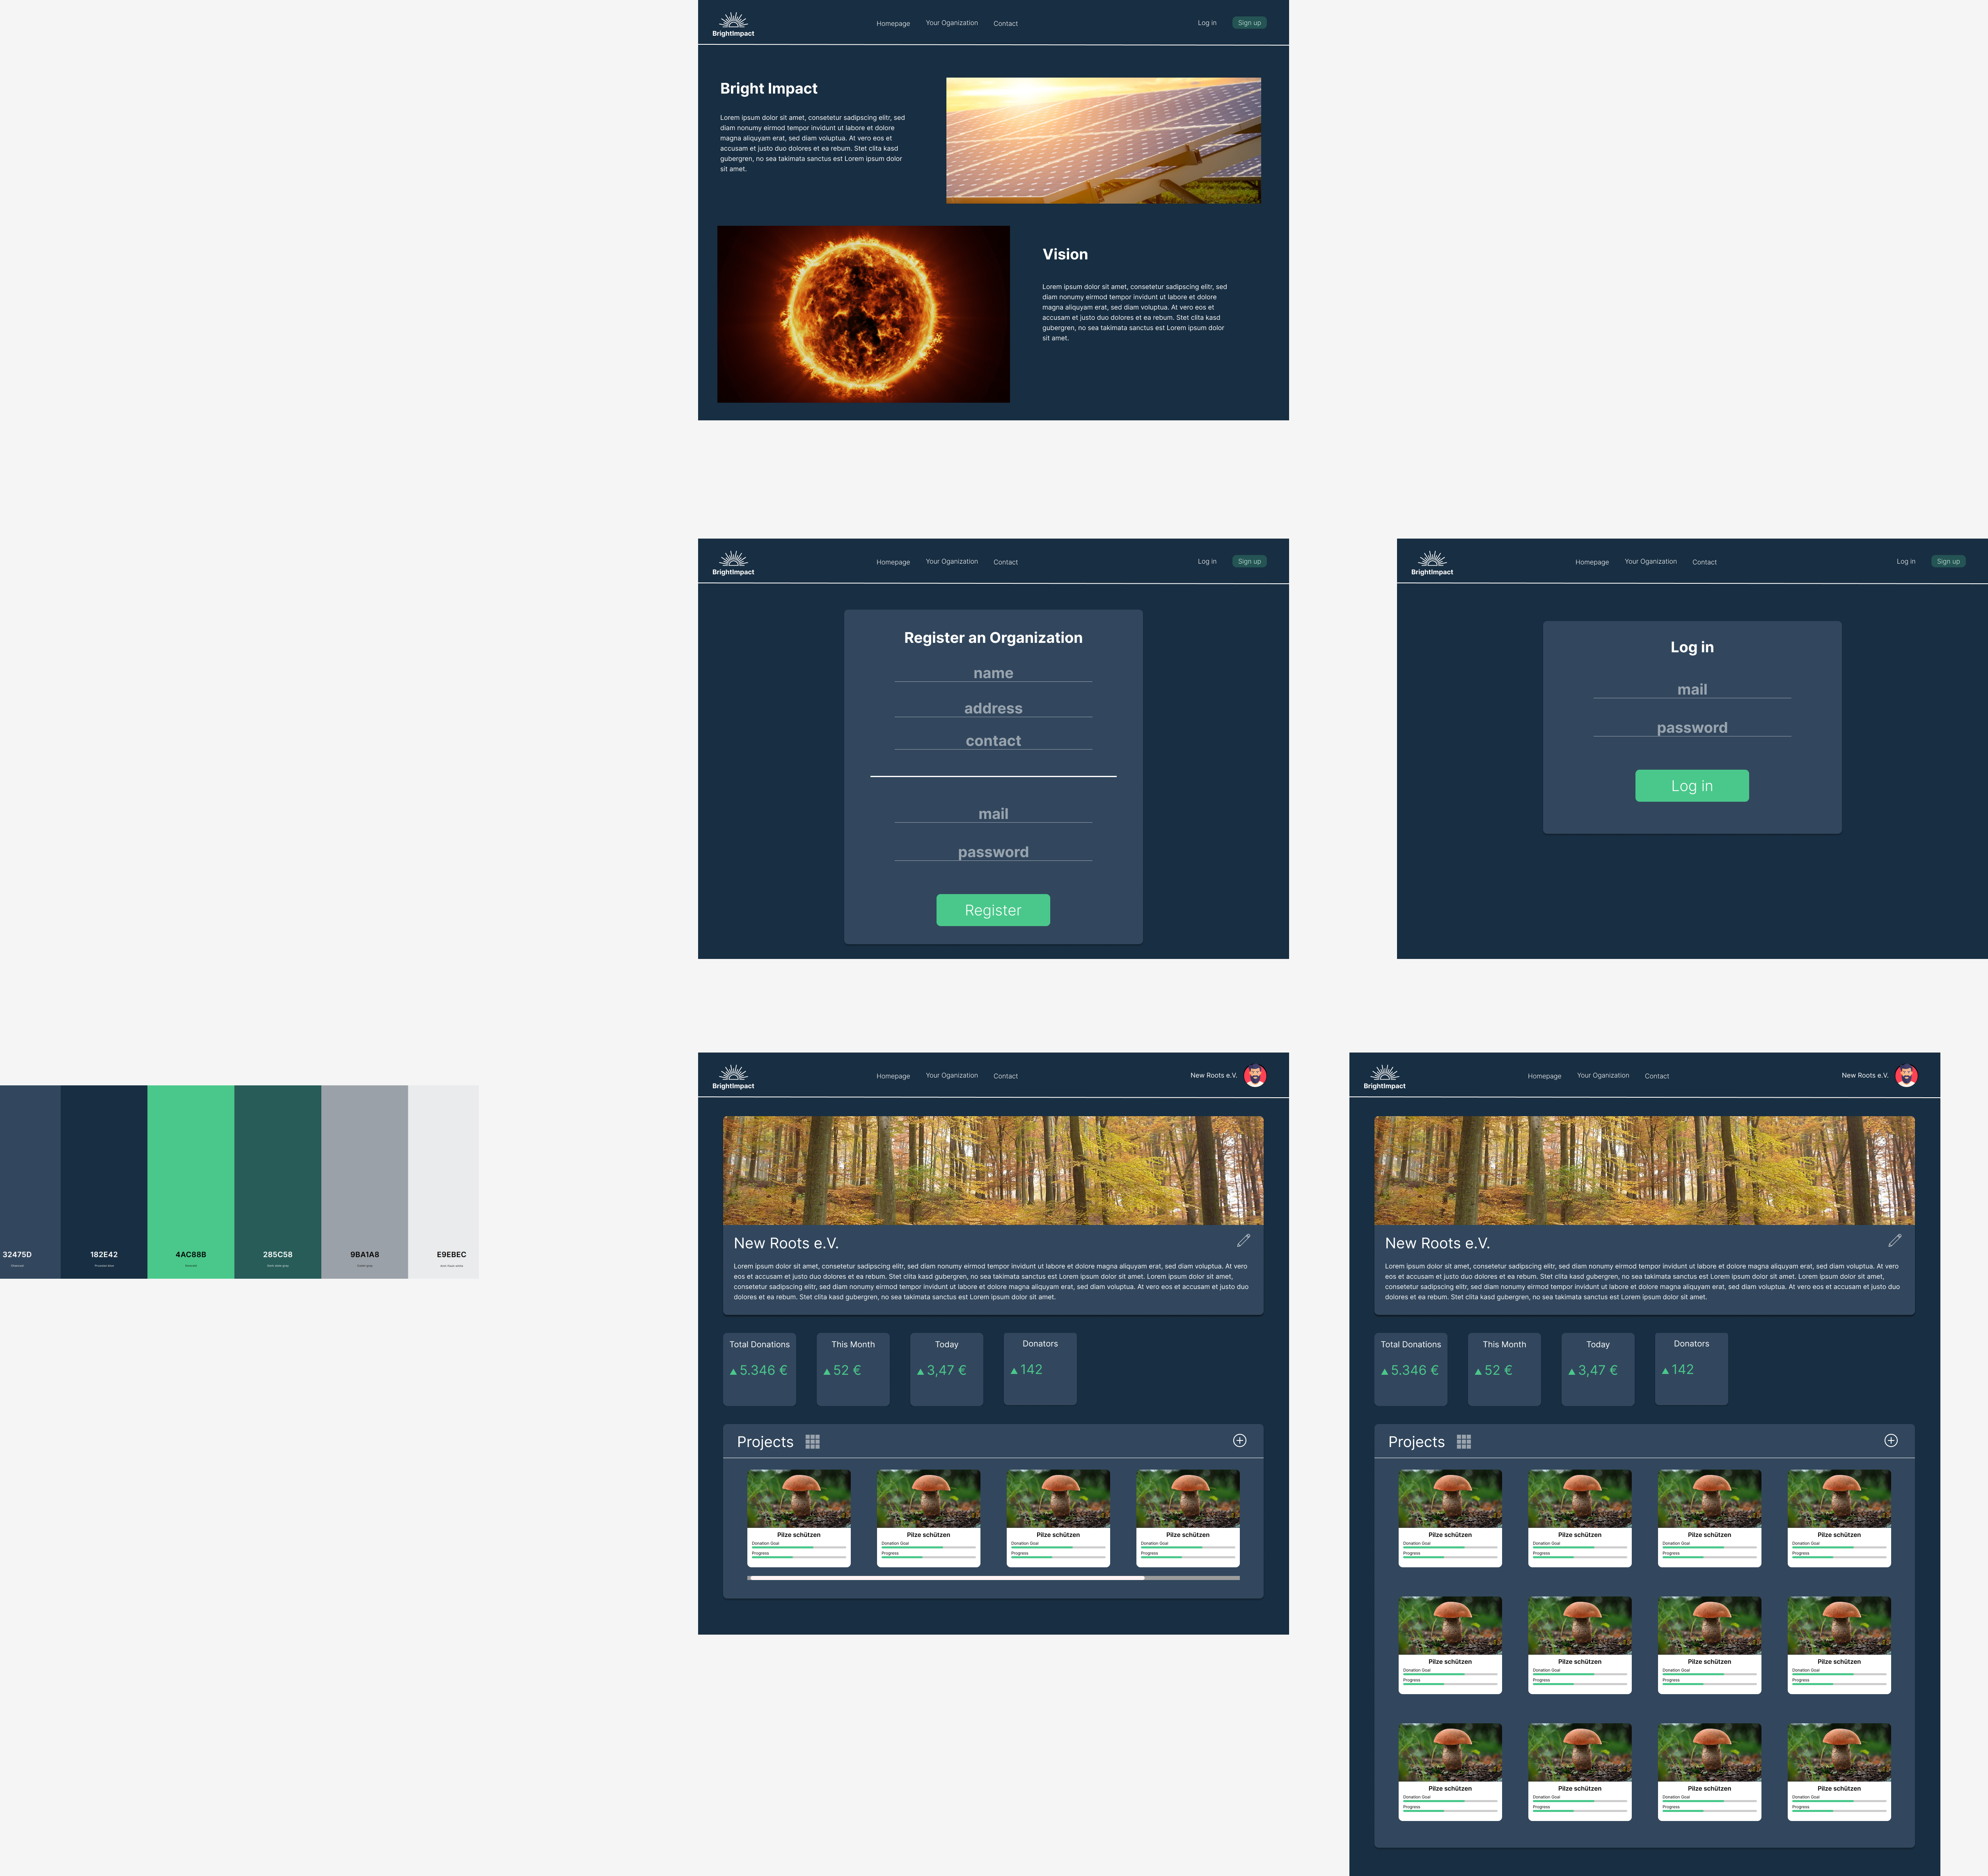 BrightImpact
Homepage
Your Oganization
Contact
Log in
Sign up
Bright Impact
Lorem ipsum dolor sit amet, consetetur sadipscing elitr, sed
diam nonumy eirmod tempor invidunt ut labore et dolore
magna aliquyam erat, sed diam voluptua. At vero eos et
accusam et justo duo dolores et ea rebum. Stet clita kasd
gubergren, no sea takimata sanctus est Lorem ipsum dolor
sit amet.
Vision
Lorem ipsum dolor sit amet, consetetur sadipscing elitr, sed
diam nonumy eirmod tempor invidunt ut labore et dolore
magna aliquyam erat, sed diam voluptua. At vero eos et
accusam et justo duo dolores et ea rebum. Stet clita kasd
gubergren, no sea takimata sanctus est Lorem ipsum dolor
sit amet.
BrightImpact
Homepage
Your Oganization
Contact
Log in
Sign up
Register an Organization
name
address
contact
mail
password
Register
BrightImpact
Homepage
Your Oganization
Contact
Log in
Sign up
Log in
mail
password
Log in
32475D
182E42
4AC88B
285C58
9BA1A8
E9EBEC
BrightImpact
Homepage
Your Oganization
Contact
New Roots e.V.
New Roots e.V.
Lorem ipsum dolor sit amet, consetetur sadipscing elitr, sed diam nonumy eirmod tempor invidunt ut labore et dolore magna aliquyam erat, sed diam voluptua. At vero
eos et accusam et justo duo dolores et ea rebum. Stet clita kasd gubergren, no sea takimata sanctus est Lorem ipsum dolor sit amet. Lorem ipsum dolor sit amet,
consetetur sadipscing elitr, sed diam nonumy eirmod tempor invidunt ut labore et dolore magna aliquyam erat, sed diam voluptua. At vero eos et accusam et justo duo
dolores et ea rebum. Stet clita kasd gubergren, no sea takimata sanctus est Lorem ipsum dolor sit amet.
Total Donations
5.346 €
This Month
52 €
Today
3,47 €
Donators
142
Projects
Pilze schützen
Donation Goal
Progress
Pilze schützen
Donation Goal
Progress
Pilze schützen
Donation Goal
Progress
Pilze schützen
Donation Goal
Progress
BrightImpact
Homepage
Your Oganization
Contact
New Roots e.V.
New Roots e.V.
Lorem ipsum dolor sit amet, consetetur sadipscing elitr, sed diam nonumy eirmod tempor invidunt ut labore et dolore magna aliquyam erat, sed diam voluptua. At vero
eos et accusam et justo duo dolores et ea rebum. Stet clita kasd gubergren, no sea takimata sanctus est Lorem ipsum dolor sit amet. Lorem ipsum dolor sit amet,
consetetur sadipscing elitr, sed diam nonumy eirmod tempor invidunt ut labore et dolore magna aliquyam erat, sed diam voluptua. At vero eos et accusam et justo duo
dolores et ea rebum. Stet clita kasd gubergren, no sea takimata sanctus est Lorem ipsum dolor sit amet.
Total Donations
5.346 €
This Month
52 €
Today
3,47 €
Donators
142
Projects
Pilze schützen
Donation Goal
Progress
Pilze schützen
Donation Goal
Progress
Pilze schützen
Donation Goal
Progress
Pilze schützen
Donation Goal
Progress
Pilze schützen
Donation Goal
Progress
Pilze schützen
Donation Goal
Progress
Pilze schützen
Donation Goal
Progress
Pilze schützen
Donation Goal
Progress
Pilze schützen
Donation Goal
Progress
Pilze schützen
Donation Goal
Progress
Pilze schützen
Donation Goal
Progress
Pilze schützen
Donation Goal
Progress